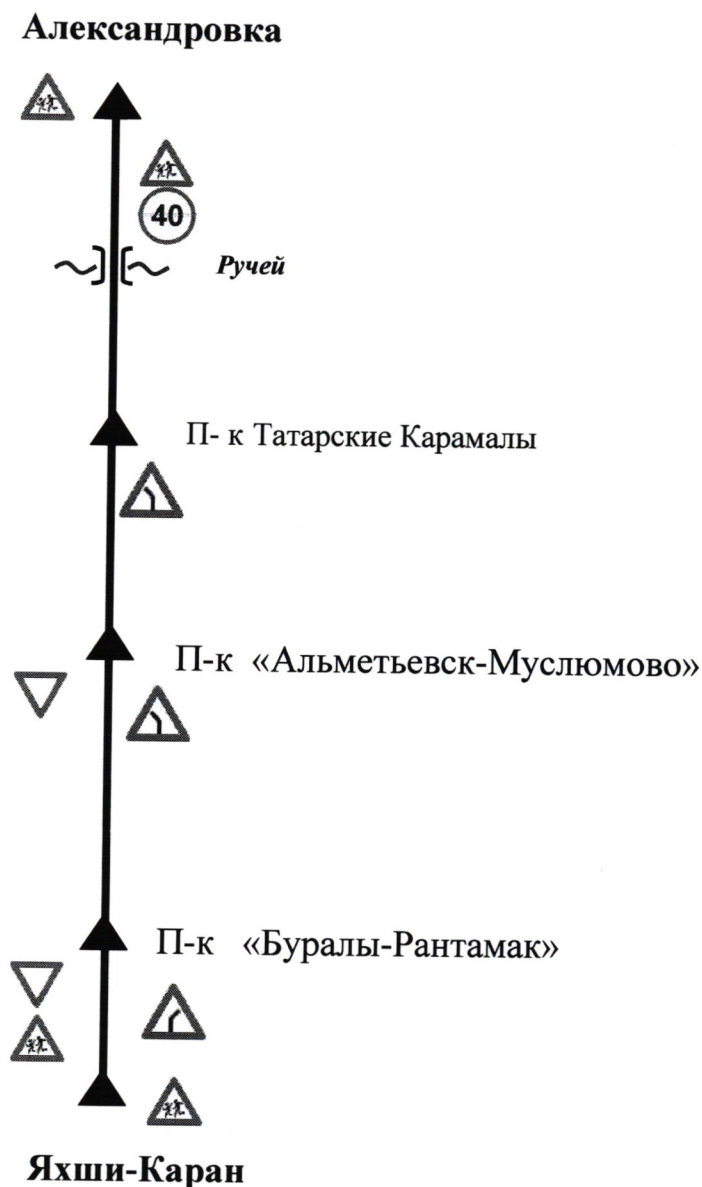 Александровка
40
Ручей
П- к Татарские Карамалы
П-к «Альметьевск-Муслюмово»
П-к «Буралы-Рантамак»
Яхши-Каран